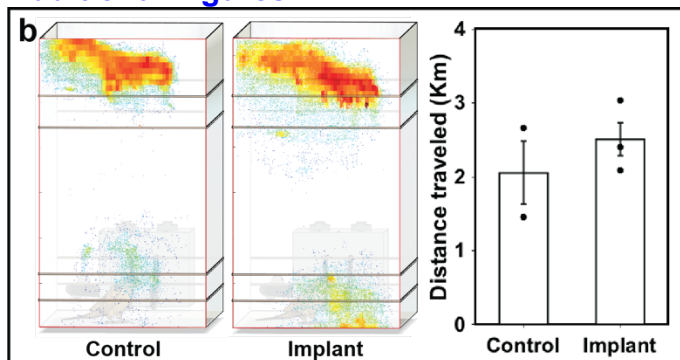 b
Control
Implant
Distance traveled (Km)
4
3
2
1
0
Control
Implant